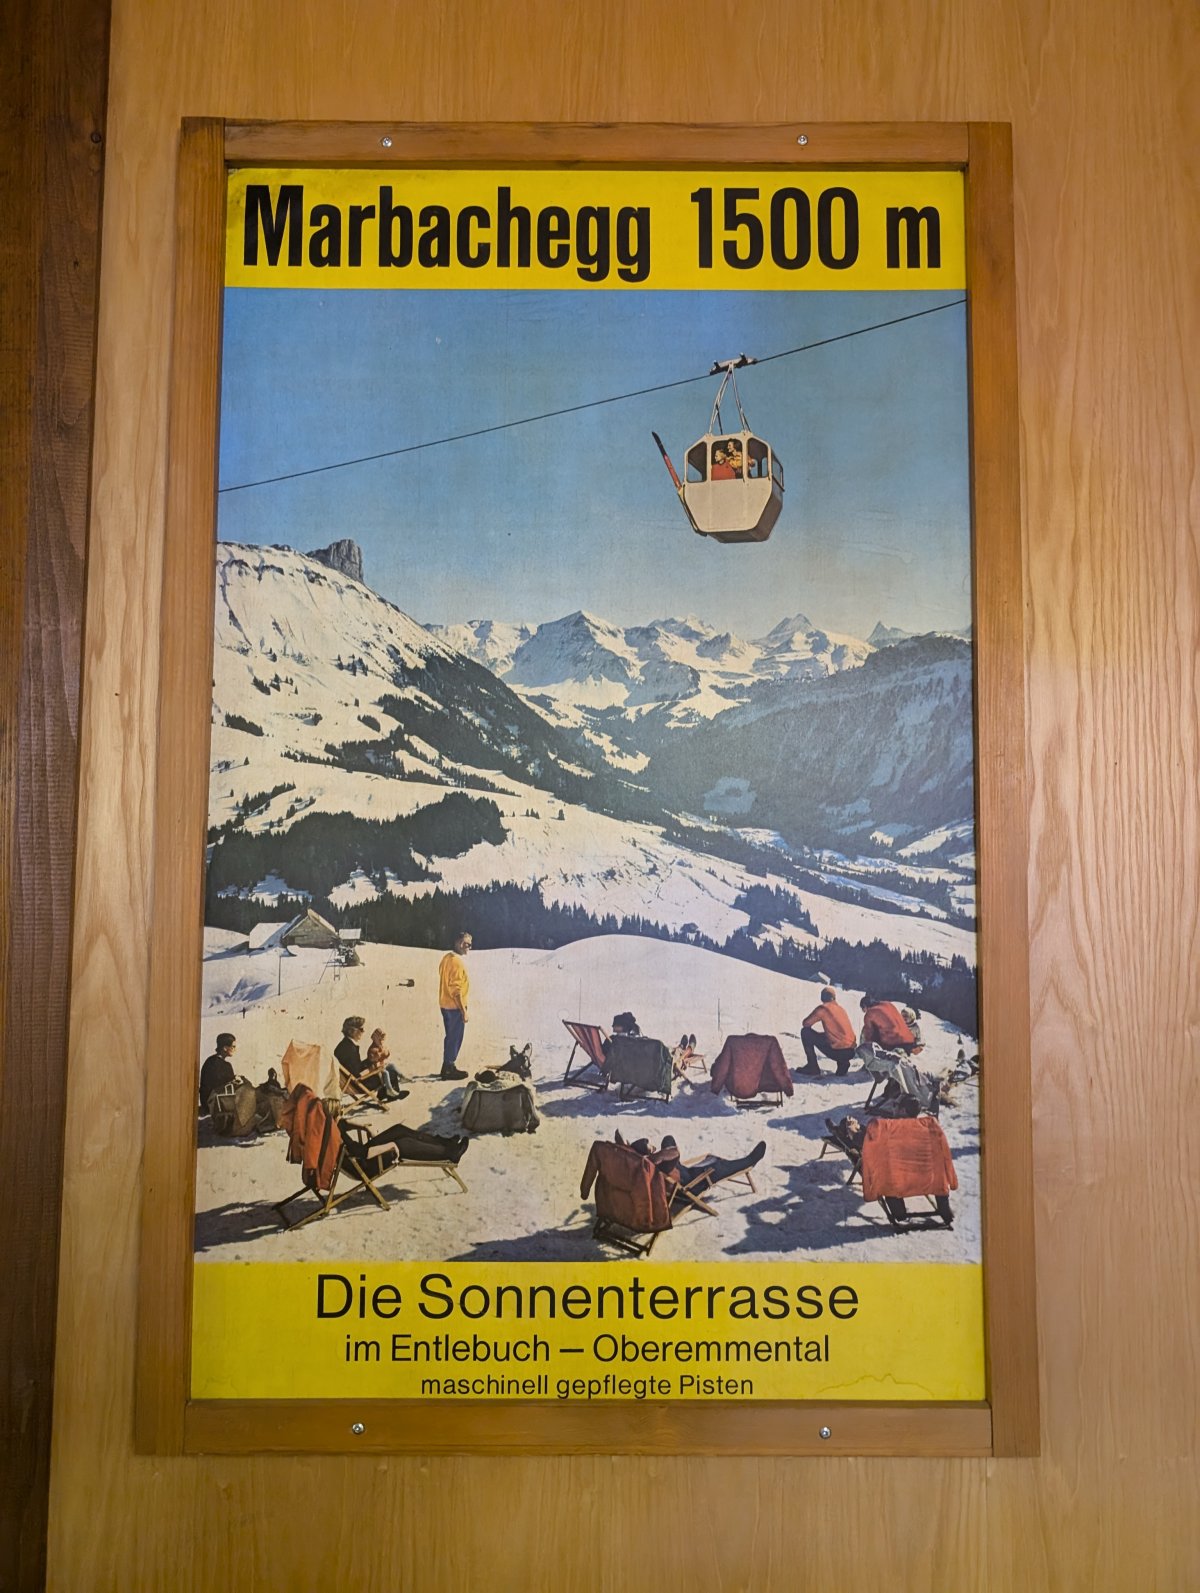 Marbachegg 1500 m
Die Sonnenterrasse
im Entlebuch – Oberemmental
maschinell gepflegte Pisten